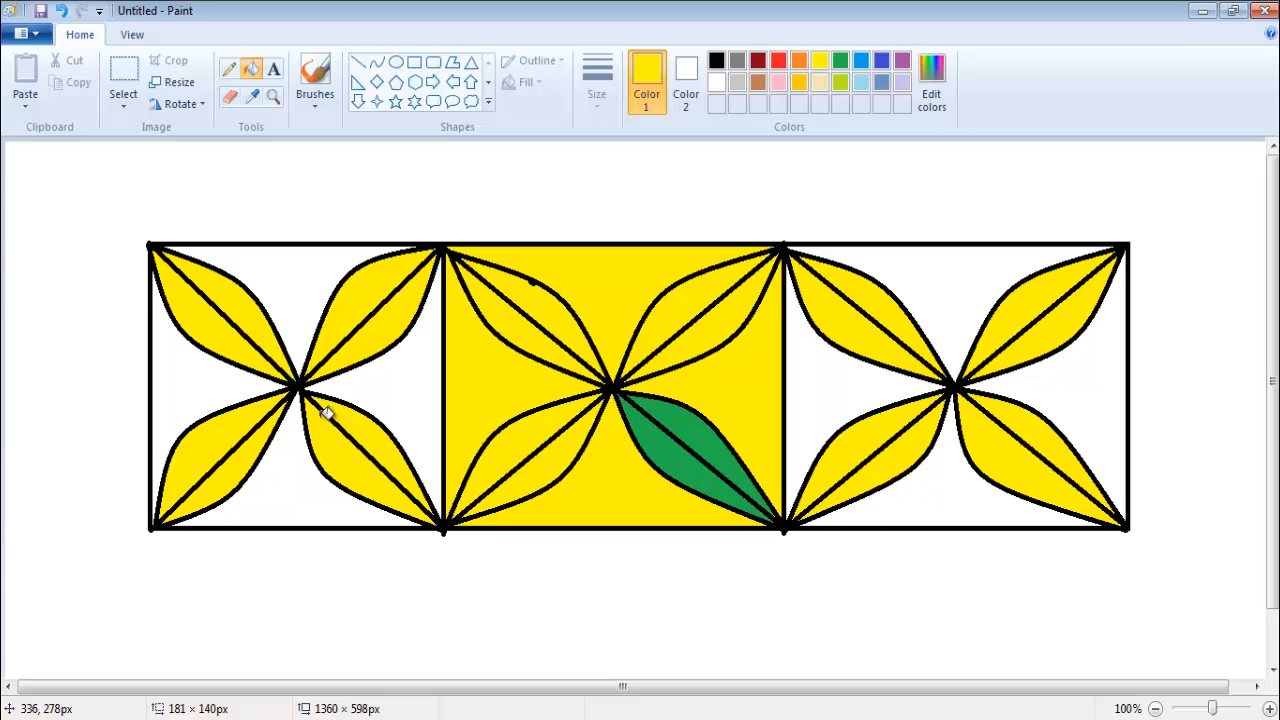 Untitled - Paint
Home View
Cut
Copy
Paste
Clipboard
Select
Crop
Resize
Rotate
Image
A
Tools
Brushes
Outline
Fill
Shapes
Size
Color 1
Color 2
Edit colors
Colors
336, 278px 181 × 140px 1360 × 598px 100%